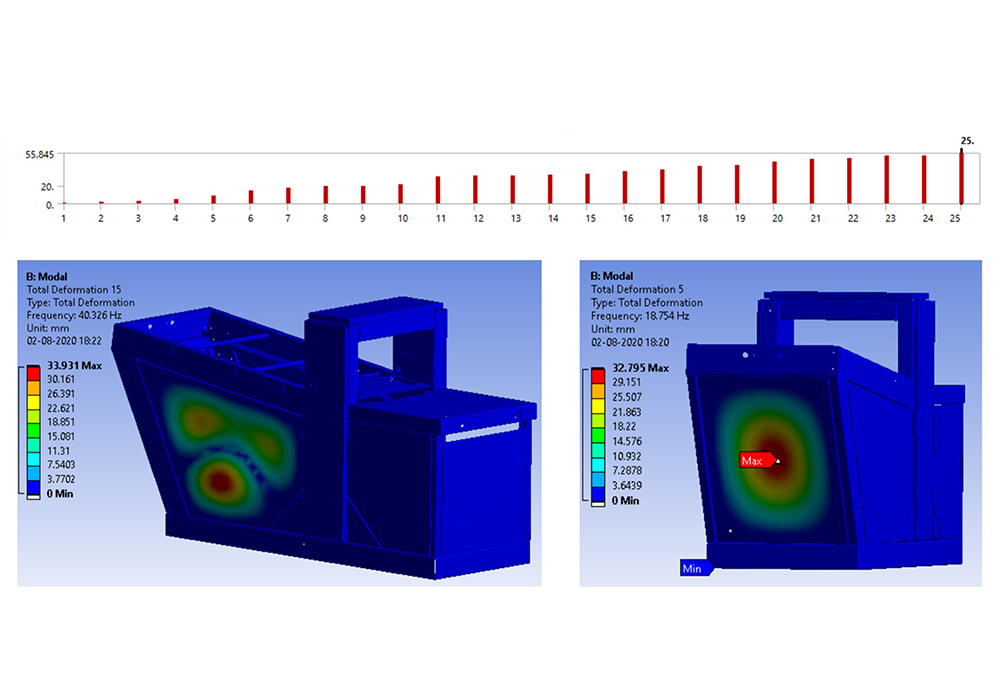 25.
55.845
20.
0.
1 2 3 4 5 6 7 8 9 10 11 12 13 14 15 16 17 18 19 20 21 22 23 24 25
B: Modal
Total Deformation 15
Type: Total Deformation
Frequency: 40.326 Hz
Unit: mm
02-08-2020 18:22
33.931 Max
30.161
26.391
22.621
18.851
15.081
11.31
7.5403
3.7702
0 Min
B: Modal
Total Deformation 5
Type: Total Deformation
Frequency: 18.754 Hz
Unit: mm
02-08-2020 18:20
32.795 Max
29.151
25.507
21.863
18.22
14.576
10.932
7.2878
3.6439
0 Min
Max
Min